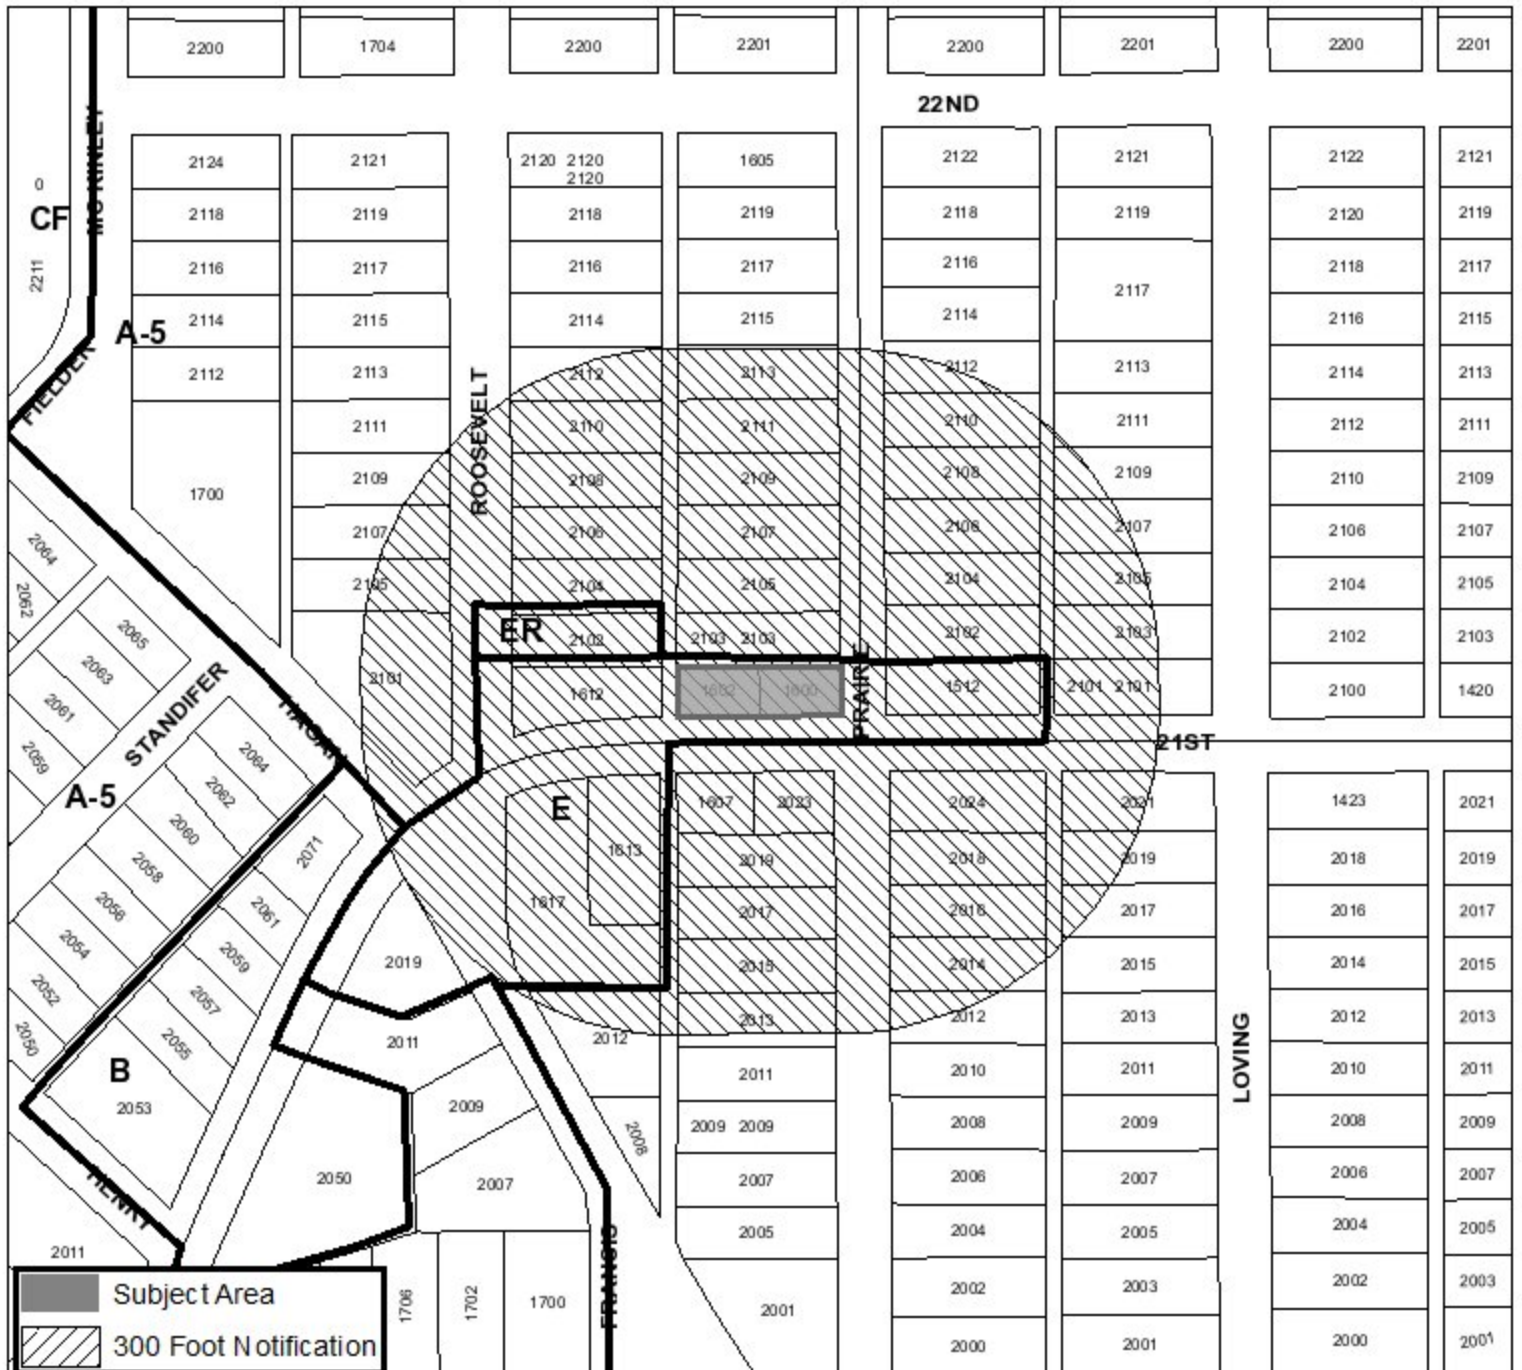 2200 1704 2200 2201 2200 2201 2200 2201
22ND
MC KINLEY
0
CF
2211
2124 2121 2120 2120 1605 2122 2121 2122 2121
2120
2118 2119 2118 2119 2118 2119 2120 2119
2116 2117 2116 2117 2116 2117 2118 2117
A-5
2114 2115 2114 2115 2114 2116 2115
FIELDER
2112 2113 2112 2113 2112 2113 2114 2113
ROOSEVELT
2111 2110 2111 2110 2111 2112 2111
1700 2109 2108 2109 2108 2109 2110 2109
2107 2106 2107 2106 2107 2106 2107
2064 2062
2105 2104 2105 2104 2105 2104 2105
2065 ER 2102 2103 2103 2102 2103 2102 2103
2063 2101 1612 1602 1600 PRAIRE 1512 2101 2101 2100 1420
2061 STANDIFER HAGAN
21ST
2059 2064
A-5
2062 E 1607 2023 2024 2021 1423 2021
2060 2071 1613 2019 2018 2019 2018 2019
2058
2056 2061 1617 2017 2016 2017 2016 2017
2054 2059 2019 2015 2014 2015 2014 2015
2052 2057
2050 2055 2011 2012 2013 2012 2013 2012 2013
B
LOVING
2053 2009 2011 2010 2011 2010 2011
2008 2009 2009 2008 2009 2008 2009
HENRY
2050 2007 2007 2006 2007 2006 2007
2011 2005 2004 2005 2004 2005
FRANCIS
1706 1702 1700 2001 2002 2003 2002 2003
2000 2001 2000 2001
Subject Area
300 Foot Notification